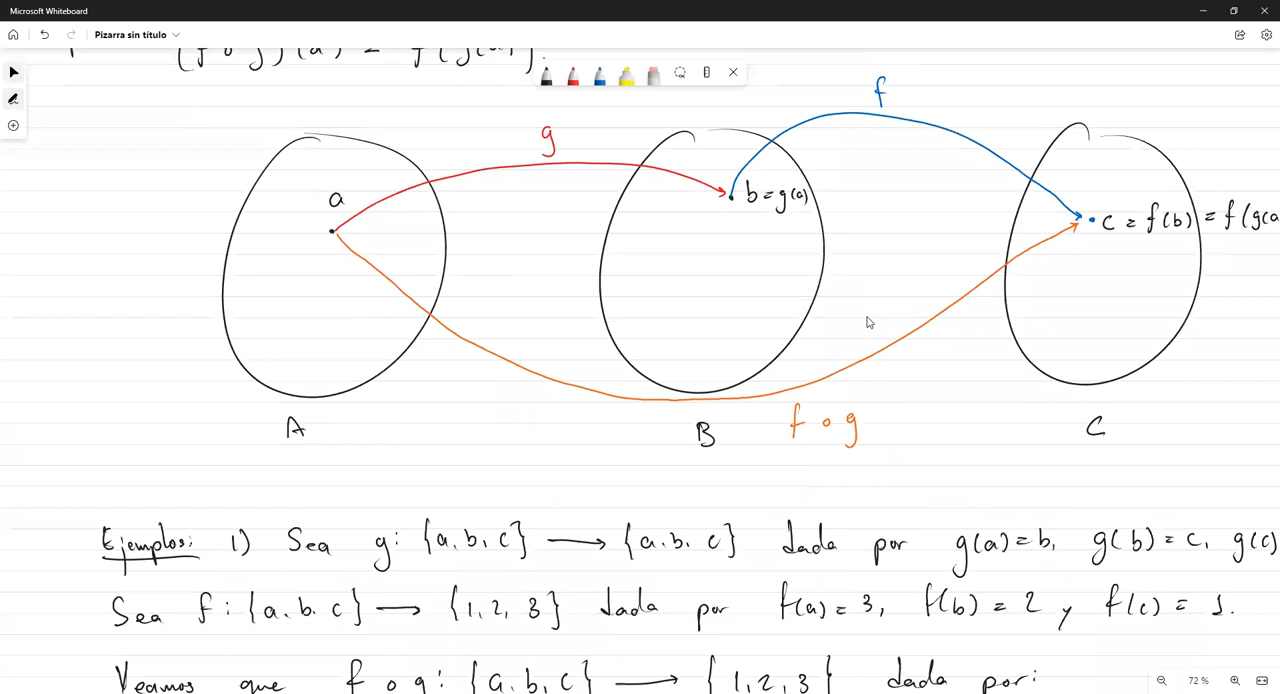 Microsoft Whiteboard
Pizarra sin título
(f o g)(a) = f(g(a)).
f
g
a
b = g(a)
c = f(b) = f(g(a
A
B
f o g
C
Ejemplos: 1) Sea g: {a, b, c} ⟶ {a, b, c} dada por g(a) = b, g(b) = c, g(c)
Sea f: {a, b, c} ⟶ {1, 2, 3} dada por f(a) = 3, f(b) = 2 y f(c) = 1.
Veamos que f o g: {a, b, c} ⟶ {1, 2, 3} dada por:
72 %